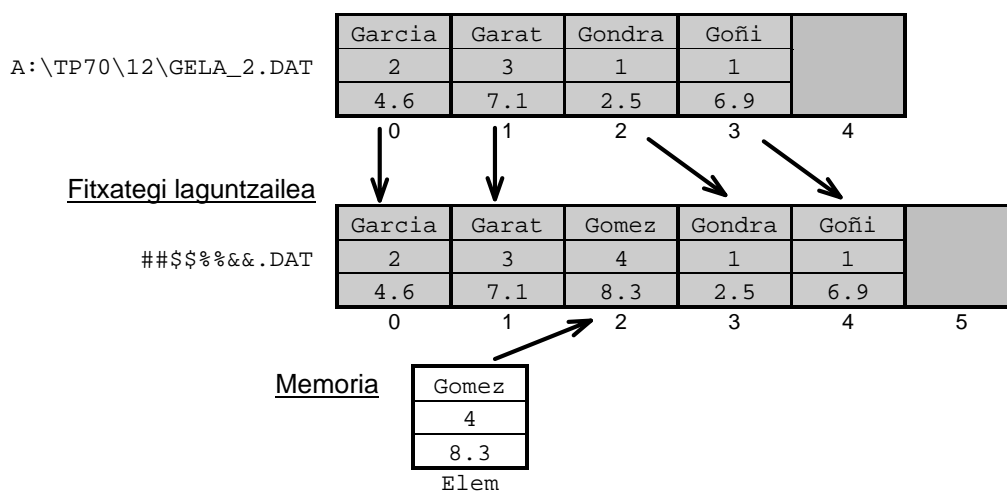 Garcia Garat Gondra Goñi
A:\TP70\12\GELA_2.DAT 2 3 1 1
4.6 7.1 2.5 6.9
0 1 2 3 4
Fitxategi laguntzailea
Garcia Garat Gomez Gondra Goñi
##$$%%&&.DAT 2 3 4 1 1
4.6 7.1 8.3 2.5 6.9
0 1 2 3 4 5
Memoria Gomez
4
8.3
Elem